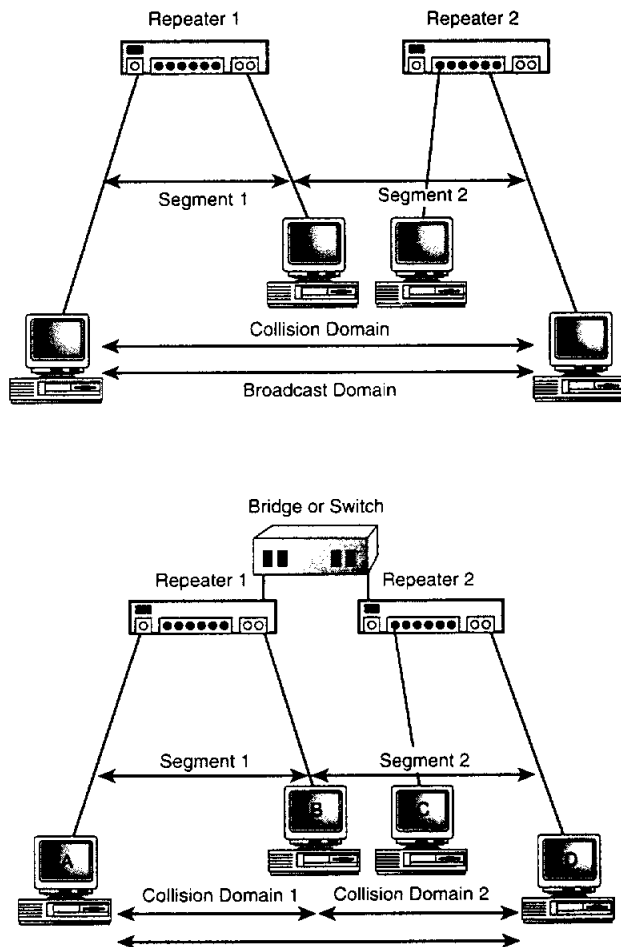 Repeater 1
Repeater 2
Segment 1
Segment 2
Collision Domain
Broadcast Domain
Bridge or Switch
Repeater 1
Repeater 2
Segment 1
Segment 2
B
C
A
D
Collision Domain 1
Collision Domain 2